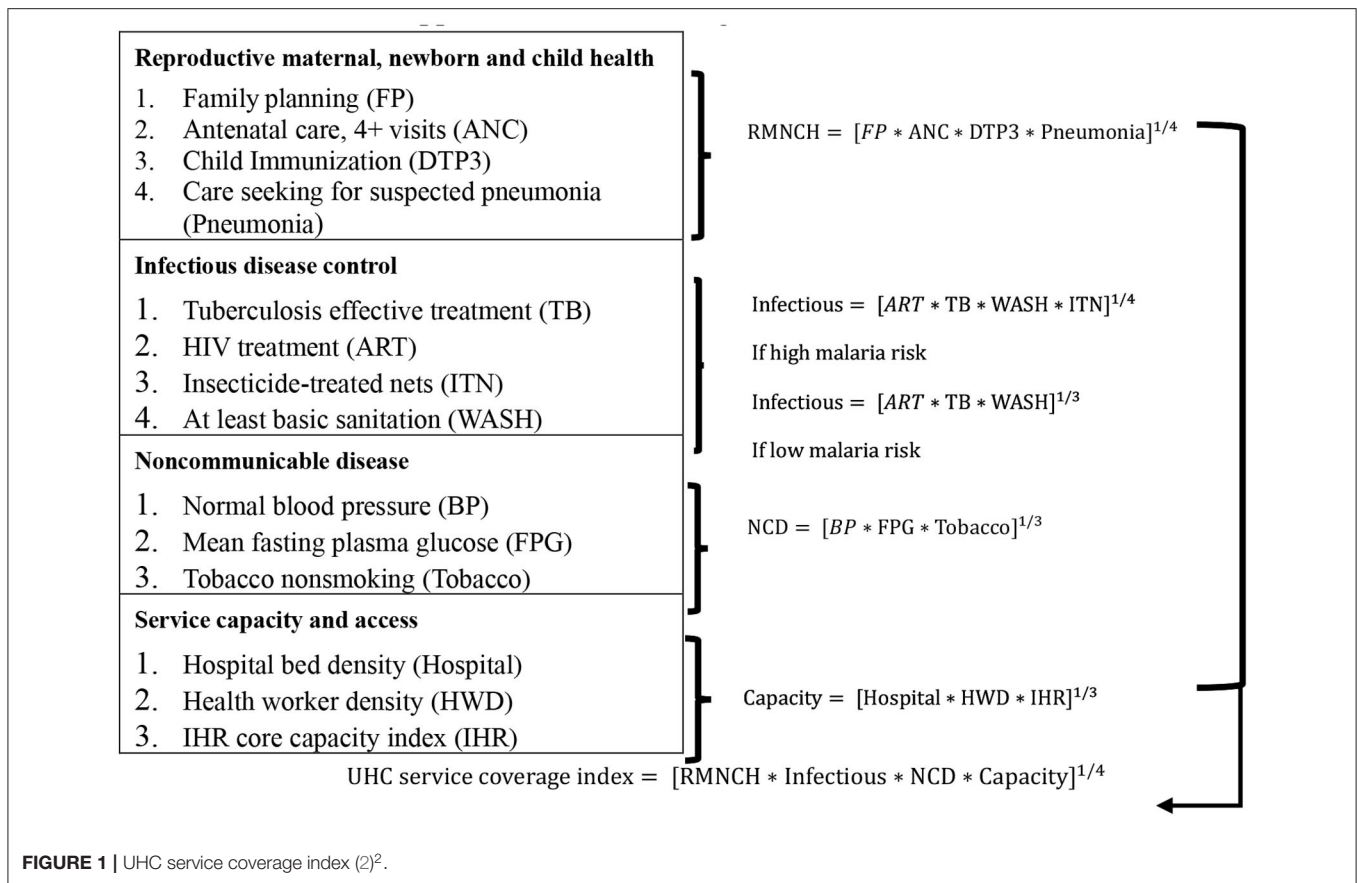 Reproductive maternal, newborn and child health
1. Family planning (FP)
2. Antenatal care, 4+ visits (ANC)
3. Child Immunization (DTP3)
4. Care seeking for suspected pneumonia
(Pneumonia)
RMNCH = [FP * ANC * DTP3 * Pneumonia]^{1/4}
Infectious disease control
1. Tuberculosis effective treatment (TB)
2. HIV treatment (ART)
3. Insecticide-treated nets (ITN)
4. At least basic sanitation (WASH)
Infectious = [ART * TB * WASH * ITN]^{1/4}
If high malaria risk
Infectious = [ART * TB * WASH]^{1/3}
If low malaria risk
Noncommunicable disease
1. Normal blood pressure (BP)
2. Mean fasting plasma glucose (FPG)
3. Tobacco nonsmoking (Tobacco)
NCD = [BP * FPG * Tobacco]^{1/3}
Service capacity and access
1. Hospital bed density (Hospital)
2. Health worker density (HWD)
3. IHR core capacity index (IHR)
Capacity = [Hospital * HWD * IHR]^{1/3}
UHC service coverage index = [RMNCH * Infectious * NCD * Capacity]^{1/4}
FIGURE 1 | UHC service coverage index (2)².